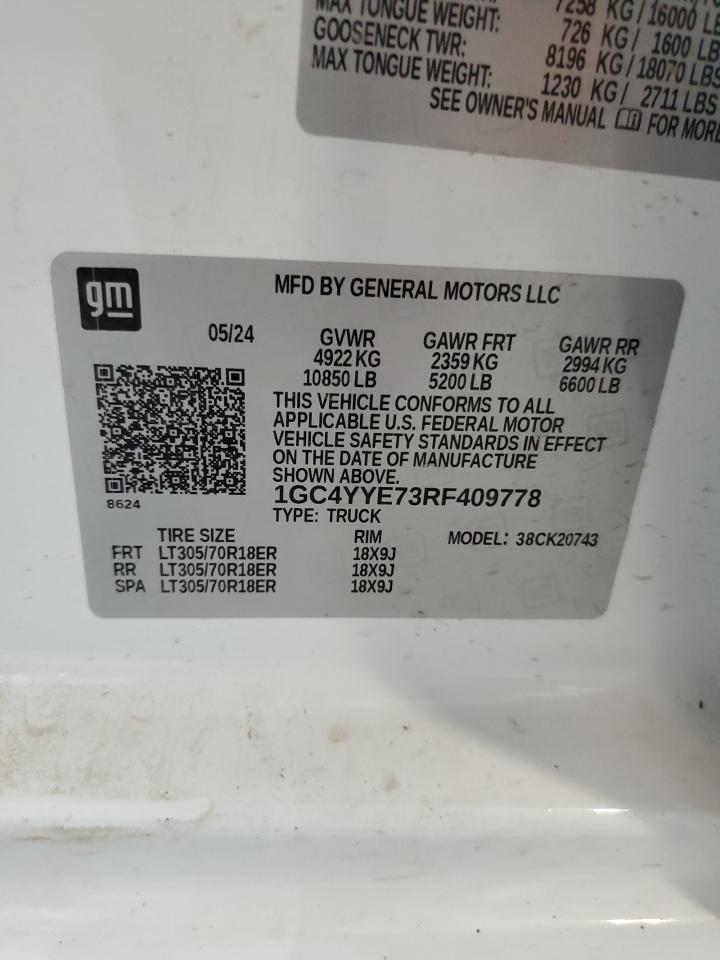 MAX TONGUE WEIGHT: 7258 KG/16000 LB
GOOSENECK TWR: 726 KG/ 1600 LB
MAX TONGUE WEIGHT: 8196 KG/18070 LBS
1230 KG/ 2711 LBS
SEE OWNER'S MANUAL FOR MORE
gm
MFD BY GENERAL MOTORS LLC
05/24 GVWR GAWR FRT GAWR RR
4922 KG 2359 KG 2994 KG
10850 LB 5200 LB 6600 LB
THIS VEHICLE CONFORMS TO ALL
APPLICABLE U.S. FEDERAL MOTOR
VEHICLE SAFETY STANDARDS IN EFFECT
ON THE DATE OF MANUFACTURE
SHOWN ABOVE.
8624
1GC4YYE73RF409778
TYPE: TRUCK
TIRE SIZE RIM MODEL: 38CK20743
FRT LT305/70R18ER 18X9J
RR LT305/70R18ER 18X9J
SPA LT305/70R18ER 18X9J